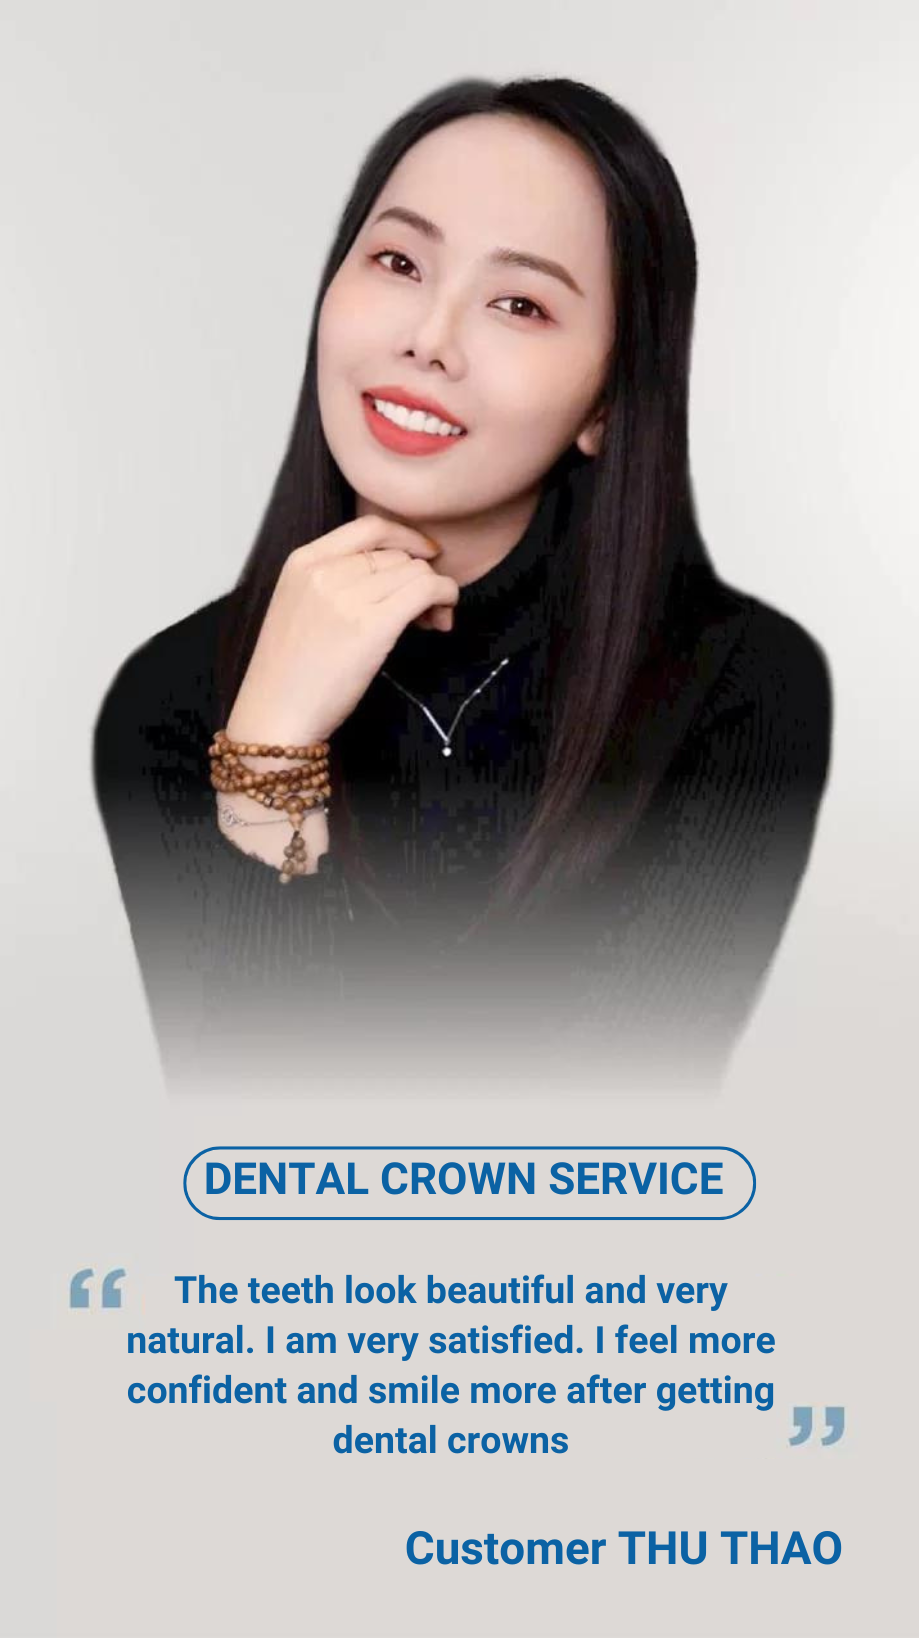 DENTAL CROWN SERVICE
“ The teeth look beautiful and very
natural. I am very satisfied. I feel more
confident and smile more after getting
dental crowns ”
Customer THU THAO